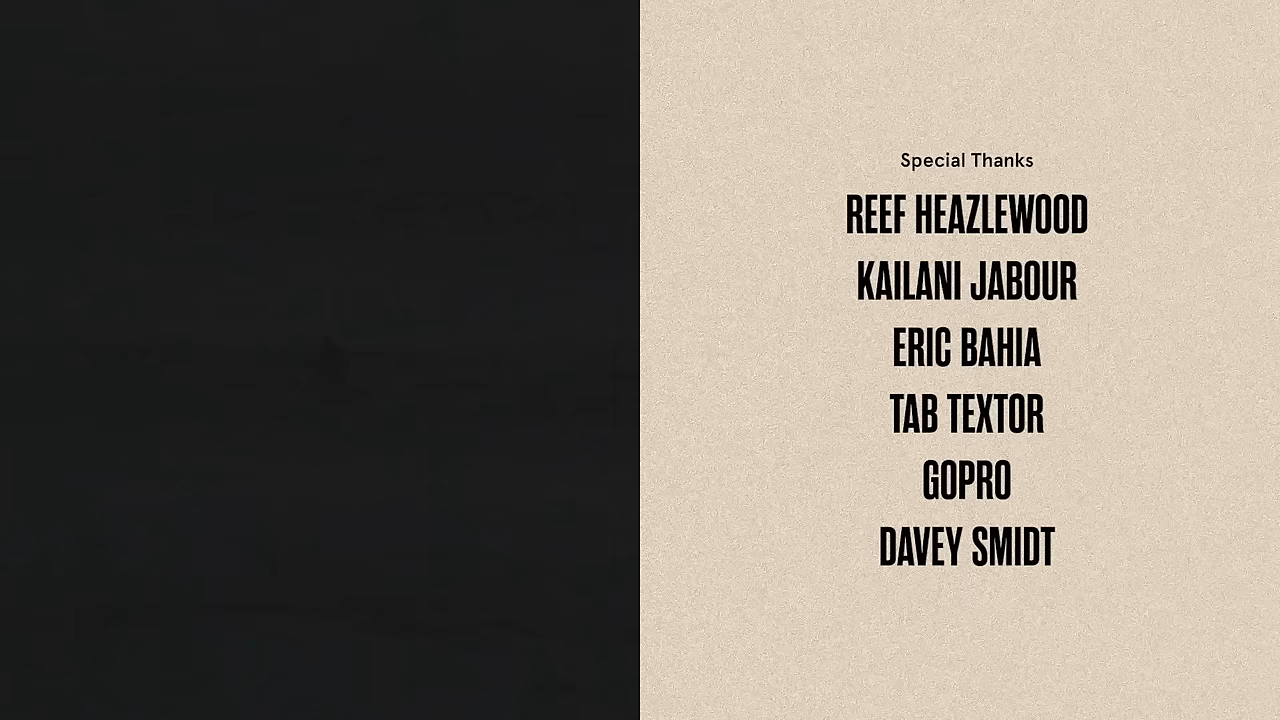 Special Thanks
REEF HEAZLEWOOD
KAILANI JABOUR
ERIC BAHIA
TAB TEXTOR
GOPRO
DAVEY SMIDT